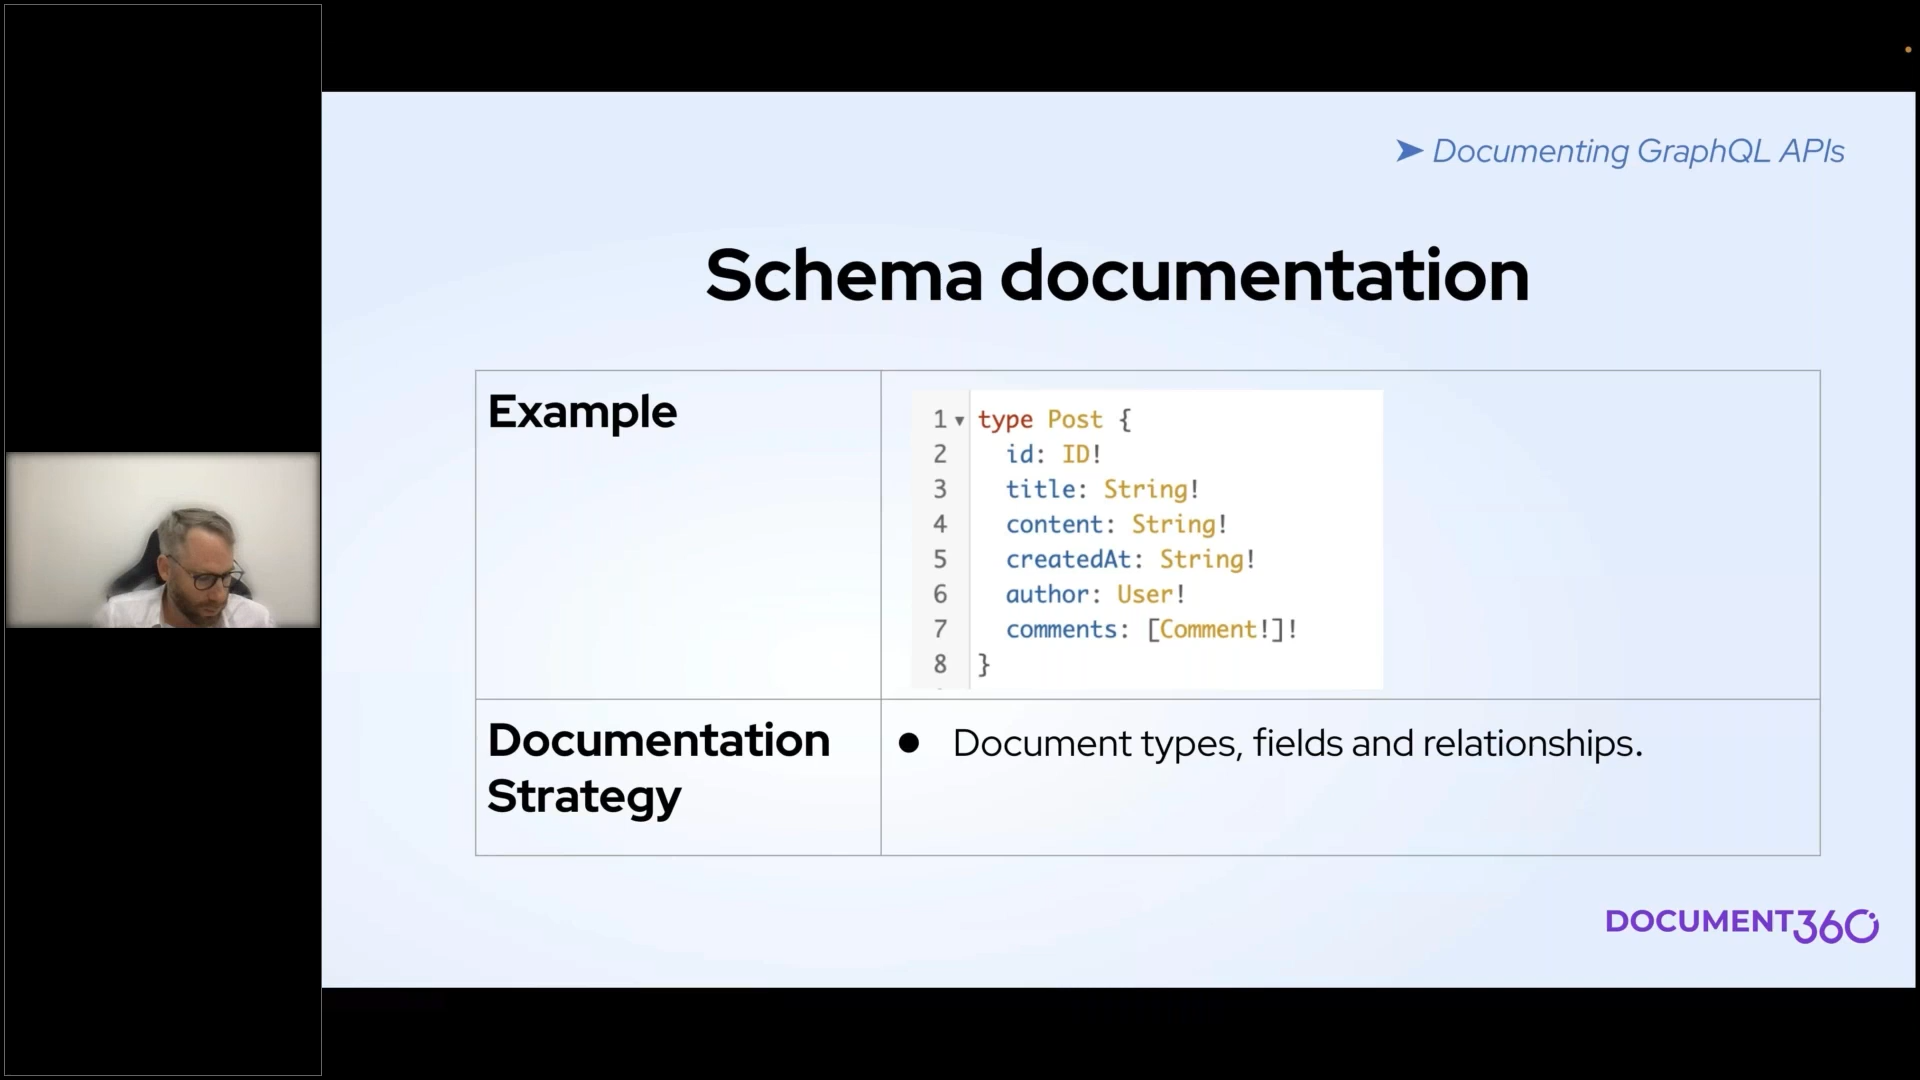 ➤ Documenting GraphQL APIs
Schema documentation
Example
1 ▾ type Post {
2 id: ID!
3 title: String!
4 content: String!
5 createdAt: String!
6 author: User!
7 comments: [Comment!]!
8 }
Documentation
Strategy
● Document types, fields and relationships.
DOCUMENT360